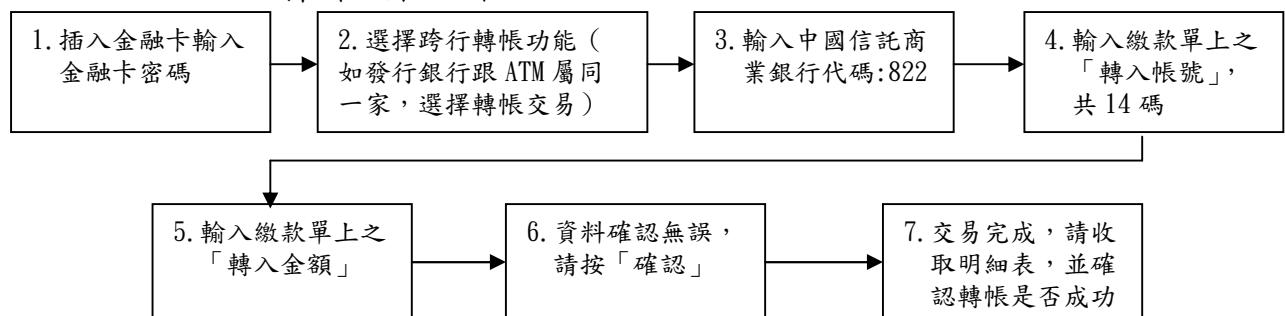 1.插入金融卡輸入
金融卡密碼
2.選擇跨行轉帳功能（
如發行銀行跟 ATM 屬同
一家，選擇轉帳交易）
3.輸入中國信託商
業銀行代碼:822
4.輸入繳款單上之
「轉入帳號」，
共 14 碼
5.輸入繳款單上之
「轉入金額」
6.資料確認無誤，
請按「確認」
7.交易完成，請收
取明細表，並確
認轉帳是否成功